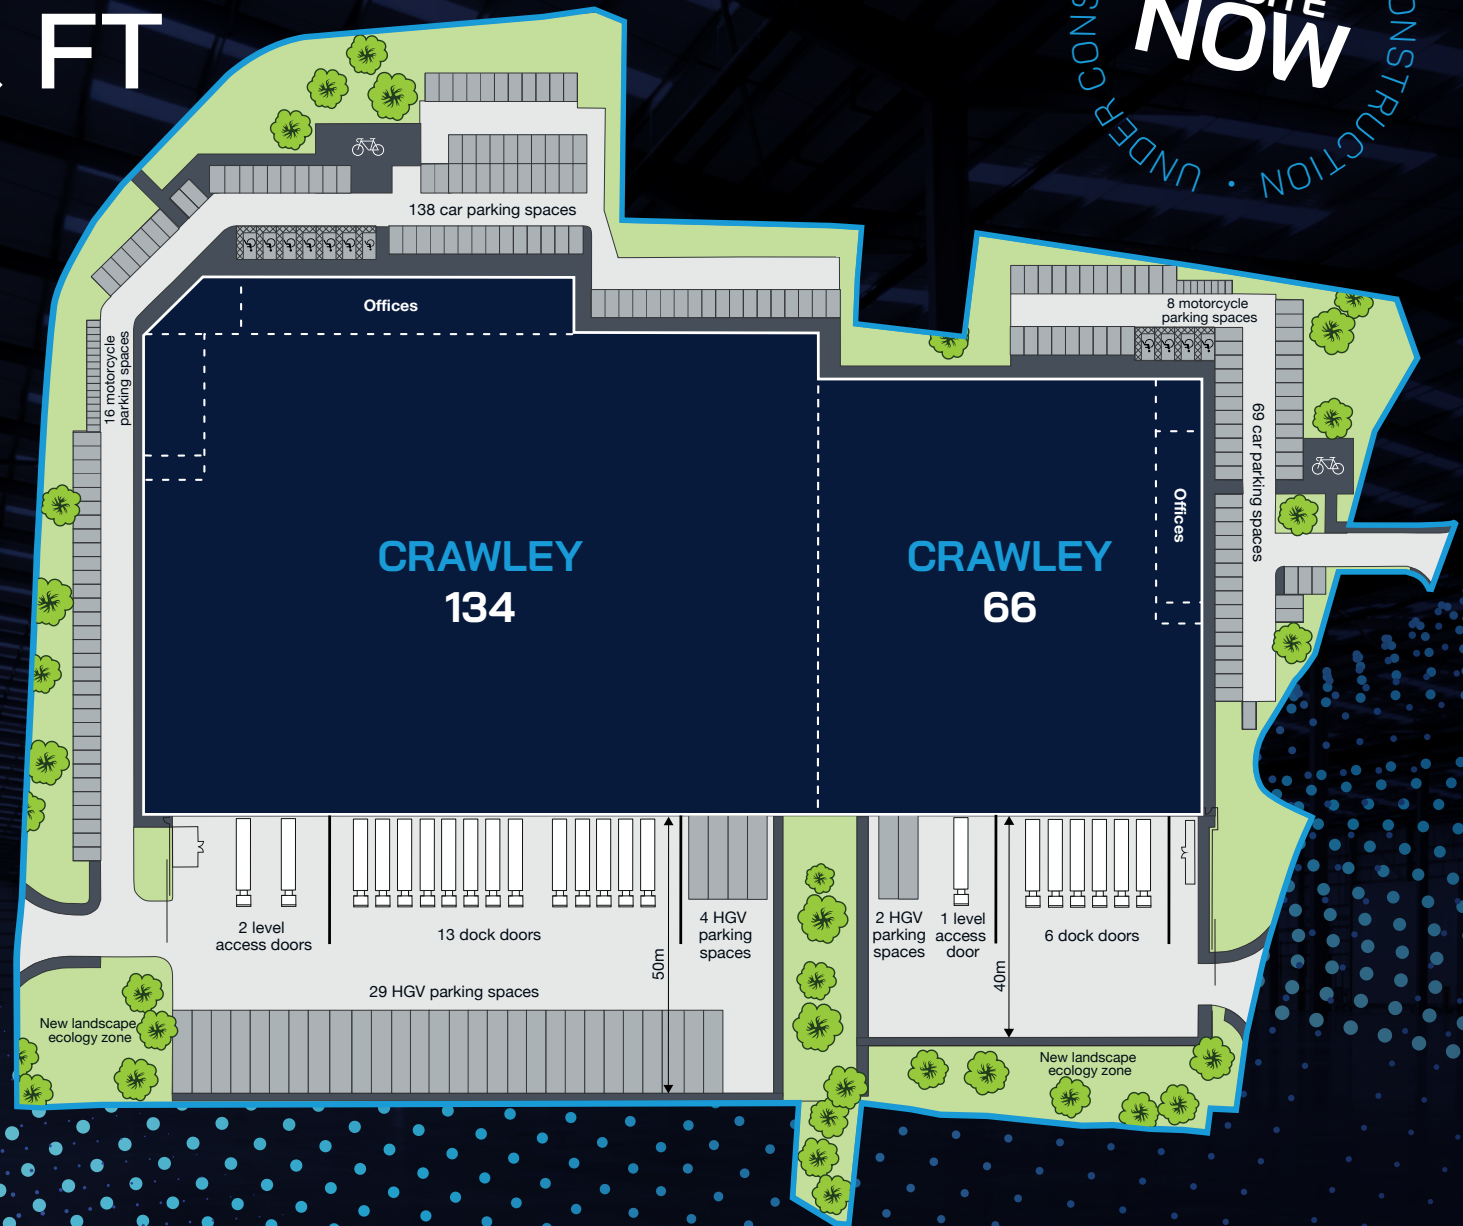 FT
NOW
UNDER CONSTRUCTION •
138 car parking spaces
Offices
16 motorcycle
parking spaces
8 motorcycle
parking spaces
69 car parking spaces
Offices
CRAWLEY
134
CRAWLEY
66
2 level
access doors
13 dock doors
4 HGV
parking
spaces
50m
29 HGV parking spaces
2 HGV
parking
spaces
1 level
access
door
40m
6 dock doors
New landscape
ecology zone
New landscape
ecology zone